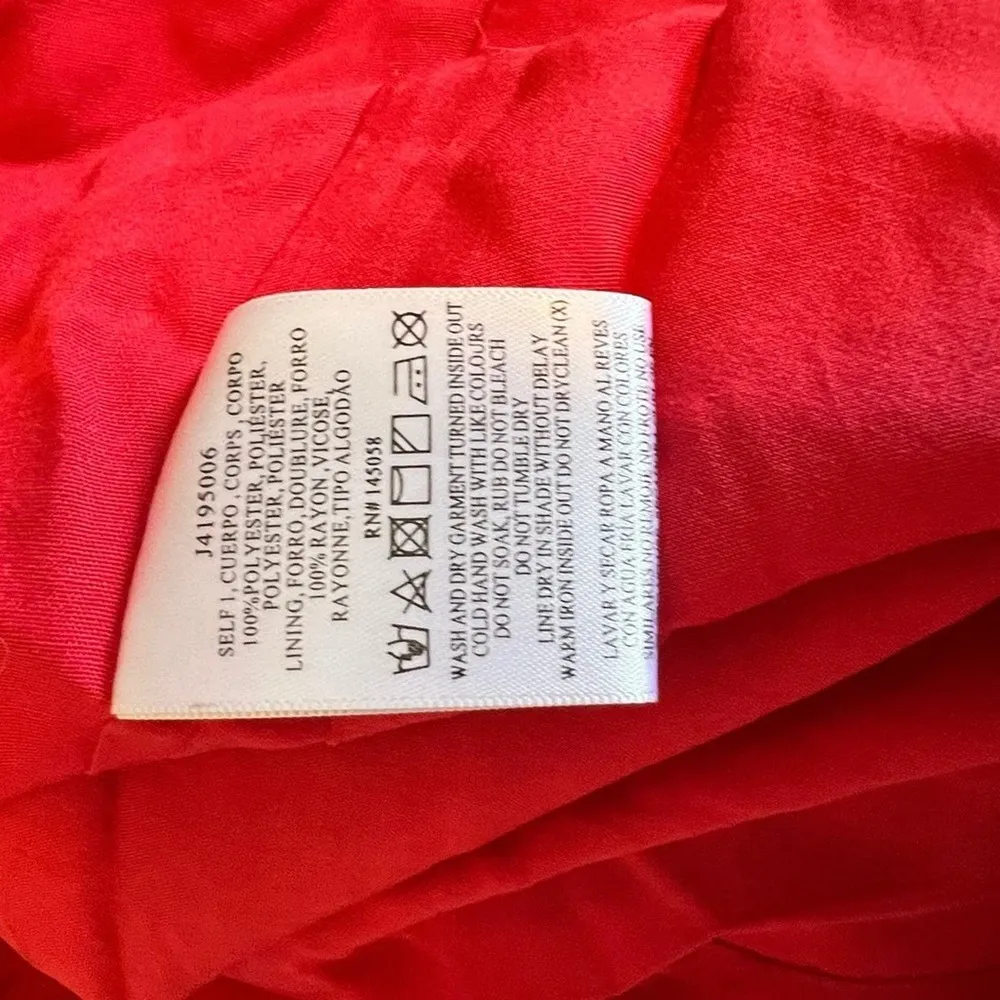 J4195006
SELF 1, CUERPO, CORPS, CORPO
100%POLYESTER, POLIÉSTER,
POLYESTER, POLIESTER
LINING, FORRO, DOUBLURE, FORRO
100% RAYON, VICOSE,
RAYONNE,TIPO ALGODÃO
RN# 145058
WASH AND DRY GARMENT TURNED INSIDE OUT
COLD HAND WASH WITH LIKE COLOURS
DO NOT SOAK, RUB DO NOT BLEACH
DO NOT TUMBLE DRY
LINE DRY IN SHADE WITHOUT DELAY
WARM IRON INSIDE OUT DO NOT DRYCLEAN (X)
LAVAR Y SECAR ROPA A MANO AL REVES
CON AGUA FRIA LAVAR CON COLORES